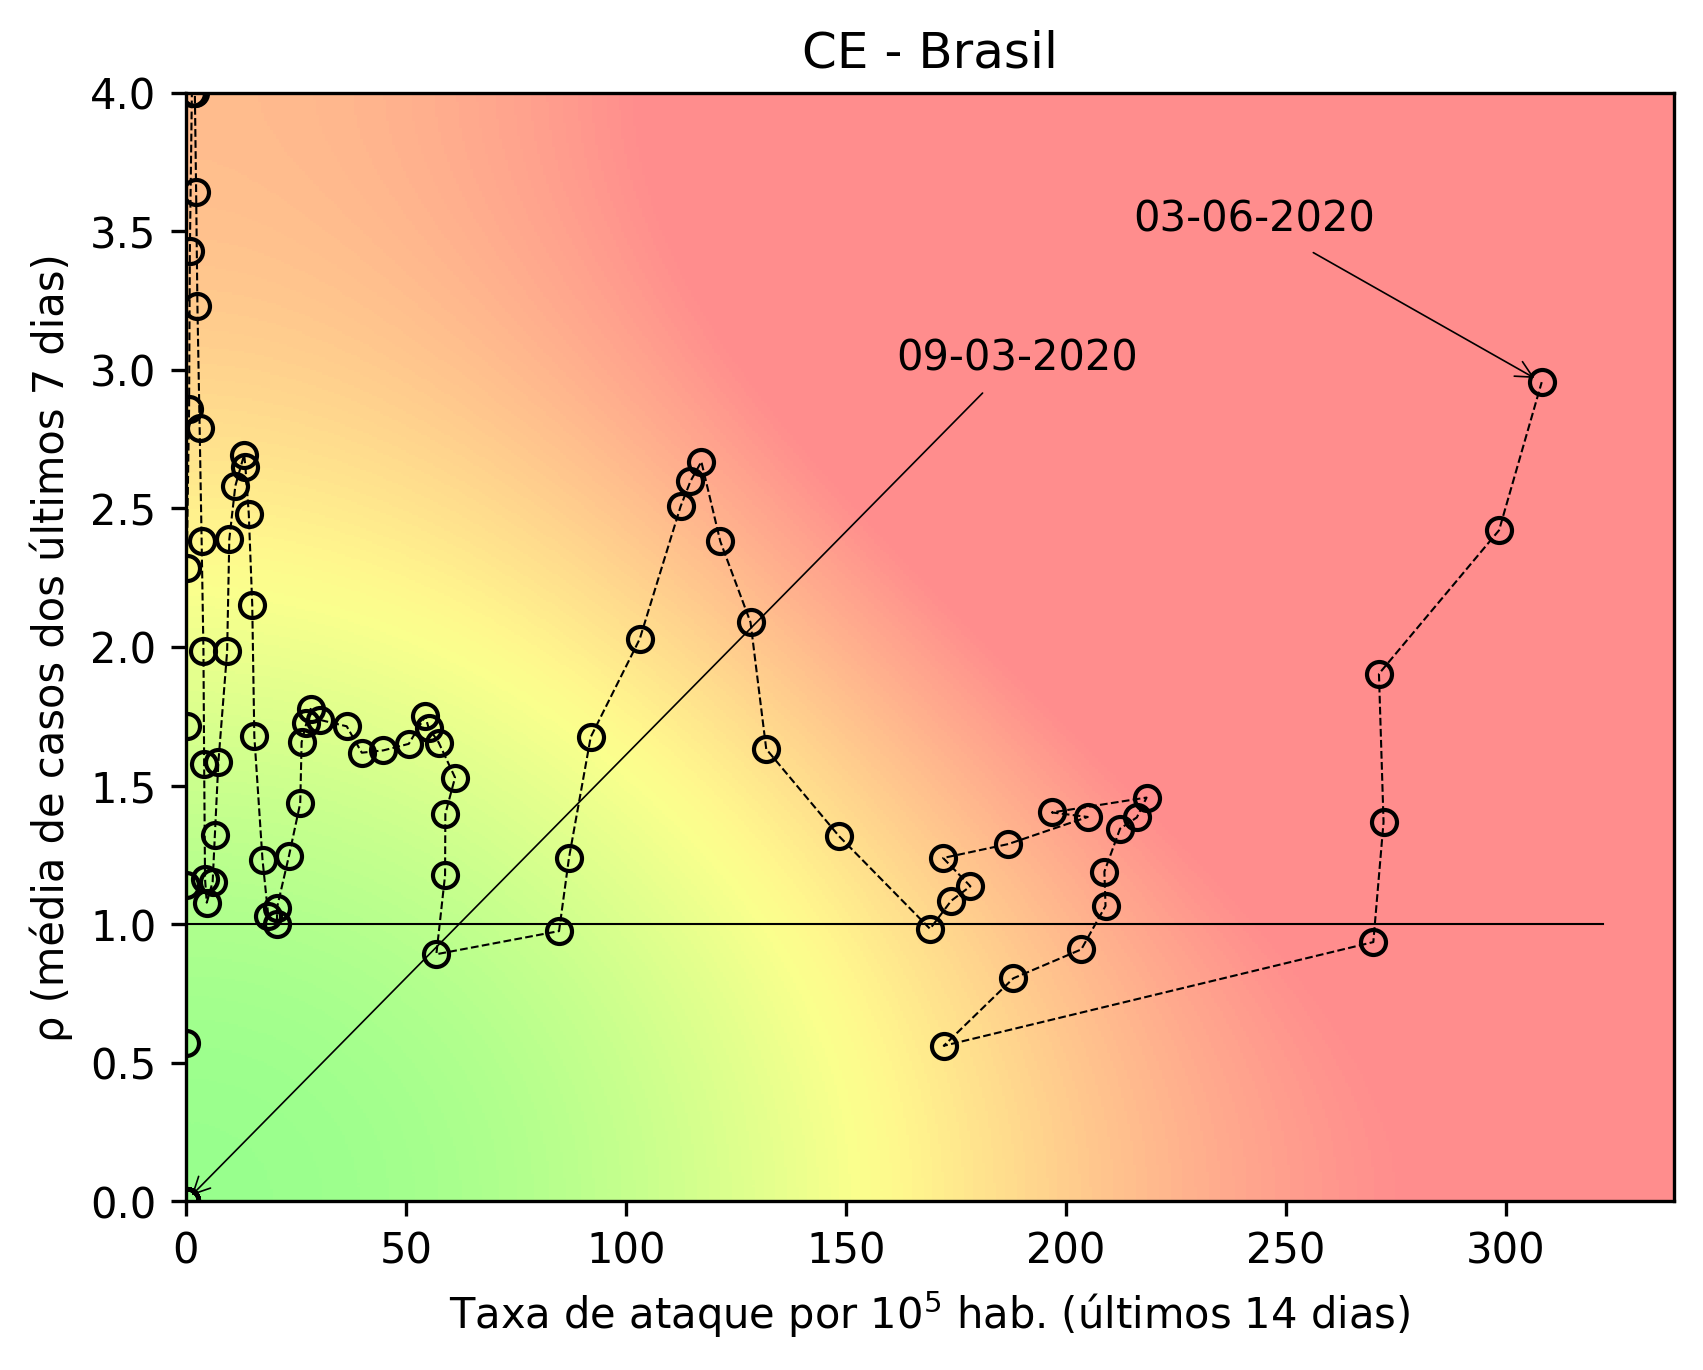 CE - Brasil
4.0
3.5
3.0
2.5
2.0
1.5
1.0
0.5
0.0
ρ (média de casos dos últimos 7 dias)
03-06-2020
09-03-2020
0 50 100 150 200 250 300
Taxa de ataque por 10⁵ hab. (últimos 14 dias)